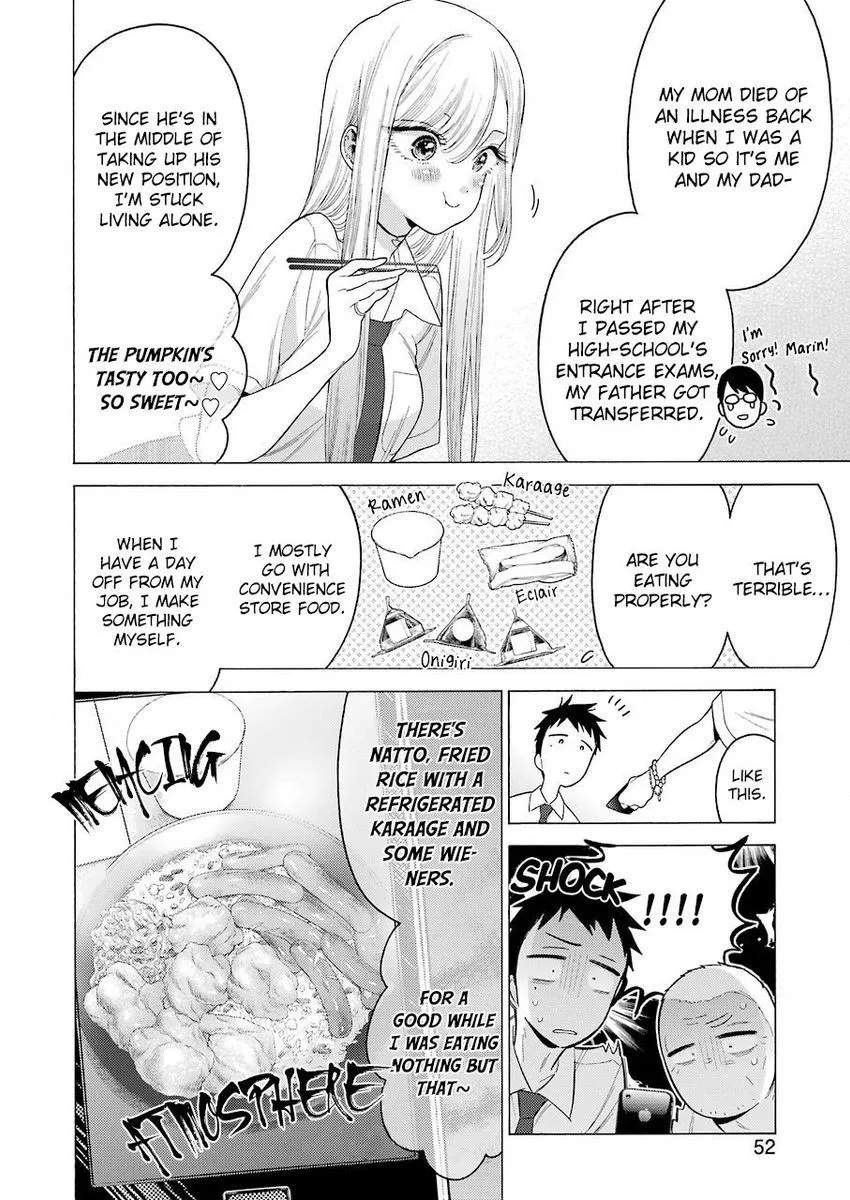 MY MOM DIED OF
AN ILLNESS BACK
WHEN I WAS A
KID SO IT'S ME
AND MY DAD-
RIGHT AFTER
I PASSED MY
HIGH-SCHOOL'S
ENTRANCE EXAMS,
MY FATHER GOT
TRANSFERRED.
I'm
Sorry! Marin!
SINCE HE'S IN
THE MIDDLE OF
TAKING UP HIS
NEW POSITION,
I'M STUCK
LIVING ALONE.
THE PUMPKIN'S
TASTY TOO~♡
SO SWEET~♡
THAT'S
TERRIBLE...
ARE YOU
EATING
PROPERLY?
Karaage
Ramen
Eclair
Onigiri
I MOSTLY
GO WITH
CONVENIENCE
STORE FOOD.
WHEN I
HAVE A DAY
OFF FROM MY
JOB, I MAKE
SOMETHING
MYSELF.
LIKE
THIS.
SHOCK
!!!!
THERE'S
NATTO, FRIED
RICE WITH A
REFRIGERATED
KARAAGE AND
SOME WIE-
NERS.
FOR A
GOOD WHILE
I WAS EATING
NOTHING BUT
THAT~
MENACING
ATMOSPHERE
52